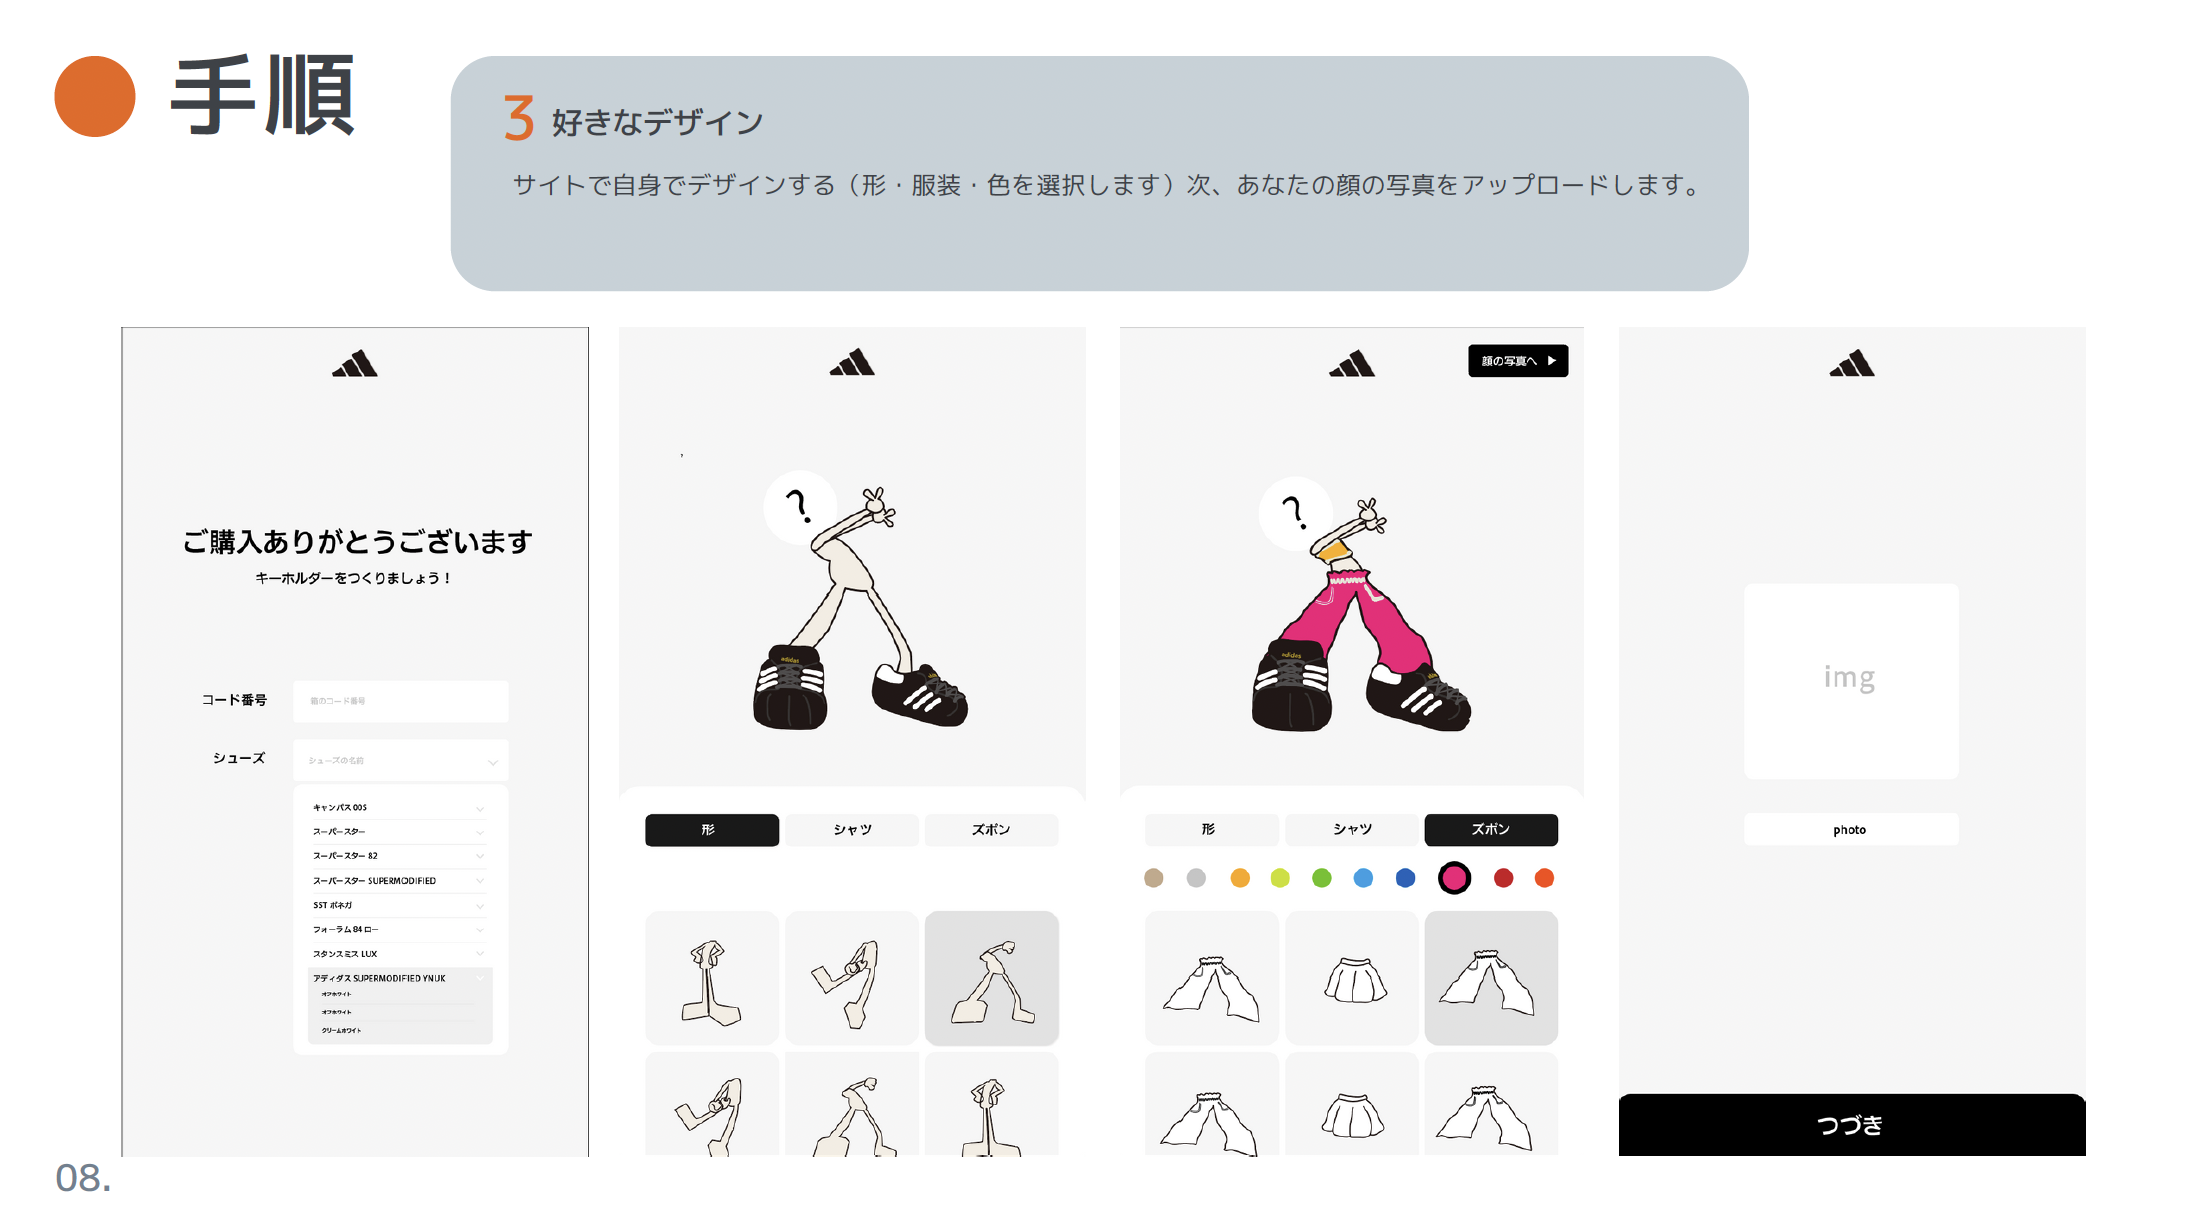 手順
3 好きなデザイン
サイトで自身でデザインする（形・服装・色を選択します）次、あなたの顔の写真をアップロードします。
ご購入ありがとうございます
キーホルダーをつくりましょう！
コード番号
箱のコード番号
シューズ
シューズの名前
キャンパス 00S
スーパースター
スーパースター 82
スーパースター SUPERMODIFIED
SST ボネガ
フォーラム 84 ロー
スタンスミス LUX
アディダス SUPERMODIFIED YNUK
オフホワイト
オフホワイト
クリームホワイト
?
adidas
形
シャツ
ズボン
顔の写真へ ▶
?
adidas
形
シャツ
ズボン
img
photo
つづき
08.